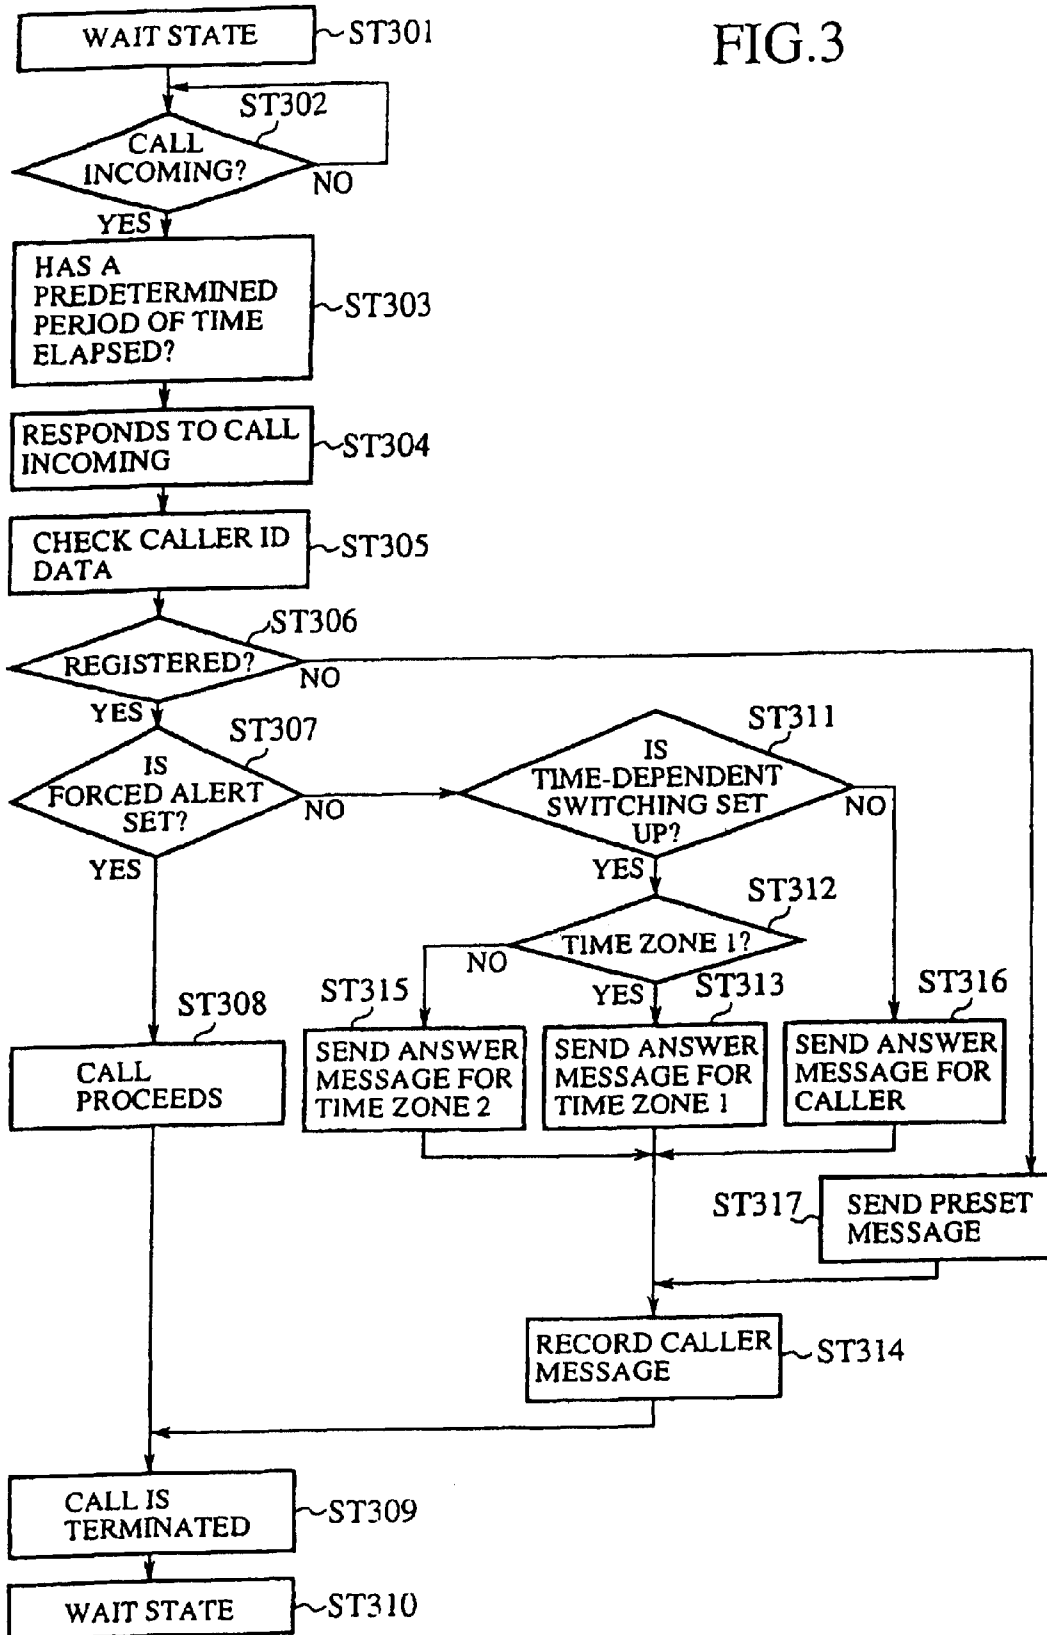 FIG.3
WAIT STATE
ST301
ST302
CALL
INCOMING?
NO
YES
HAS A
PREDETERMINED
PERIOD OF TIME
ELAPSED?
ST303
RESPONDS TO CALL
INCOMING
ST304
CHECK CALLER ID
DATA
ST305
ST306
REGISTERED?
NO
YES
ST307
IS
FORCED ALERT
SET?
NO
YES
ST311
IS
TIME-DEPENDENT
SWITCHING SET
UP?
NO
YES
ST312
TIME ZONE 1?
NO
YES
ST308
CALL
PROCEEDS
ST315
SEND ANSWER
MESSAGE FOR
TIME ZONE 2
ST313
SEND ANSWER
MESSAGE FOR
TIME ZONE 1
ST316
SEND ANSWER
MESSAGE FOR
CALLER
ST317
SEND PRESET
MESSAGE
RECORD CALLER
MESSAGE
ST314
CALL IS
TERMINATED
ST309
WAIT STATE
ST310